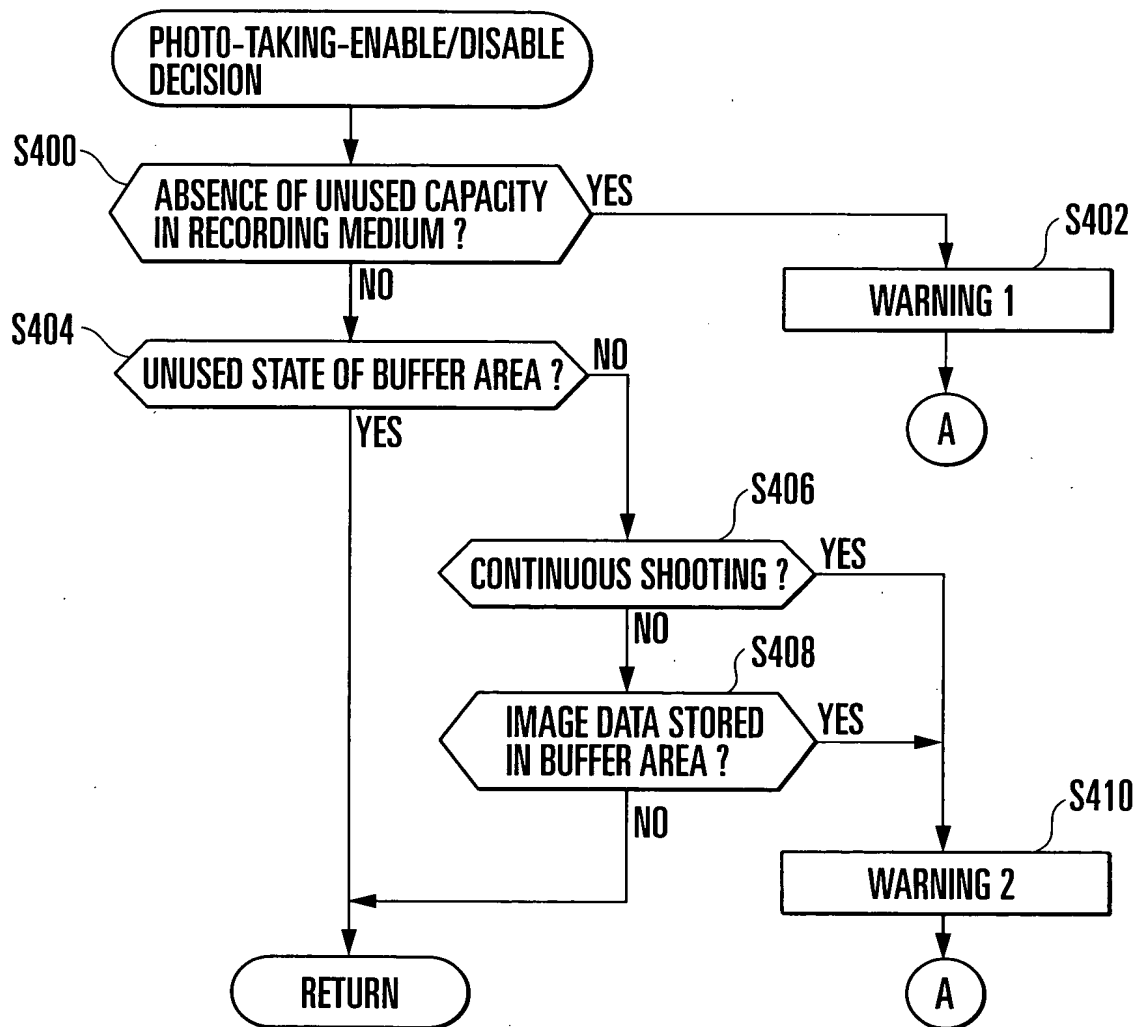 PHOTO-TAKING-ENABLE/DISABLE
DECISION
S400
ABSENCE OF UNUSED CAPACITY
IN RECORDING MEDIUM ?
YES
S402
WARNING 1
NO
A
S404
UNUSED STATE OF BUFFER AREA ?
NO
YES
S406
CONTINUOUS SHOOTING ?
YES
NO
S408
IMAGE DATA STORED
IN BUFFER AREA ?
YES
NO
S410
WARNING 2
RETURN
A